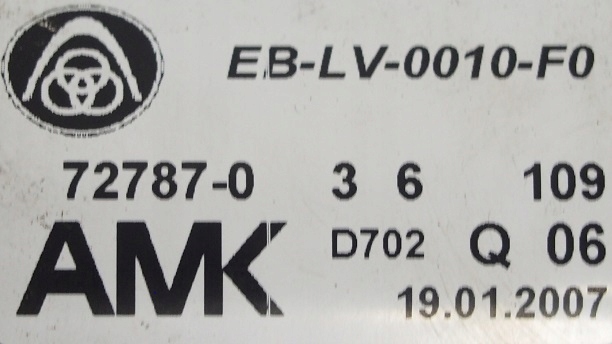 EB-LV-0010-F0
72787-0 3 6 109
AMK D702 Q 06
19.01.2007